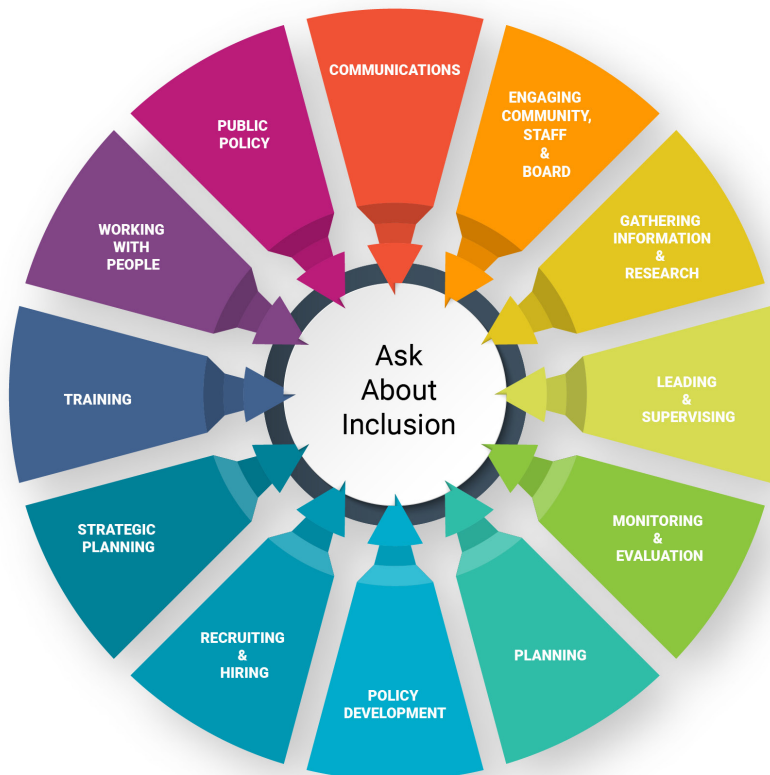 COMMUNICATIONS
ENGAGING
COMMUNITY,
STAFF
&
BOARD
GATHERING
INFORMATION
&
RESEARCH
LEADING
&
SUPERVISING
MONITORING
&
EVALUATION
PLANNING
POLICY
DEVELOPMENT
RECRUITING
&
HIRING
STRATEGIC
PLANNING
TRAINING
WORKING
WITH
PEOPLE
PUBLIC
POLICY
Ask
About
Inclusion